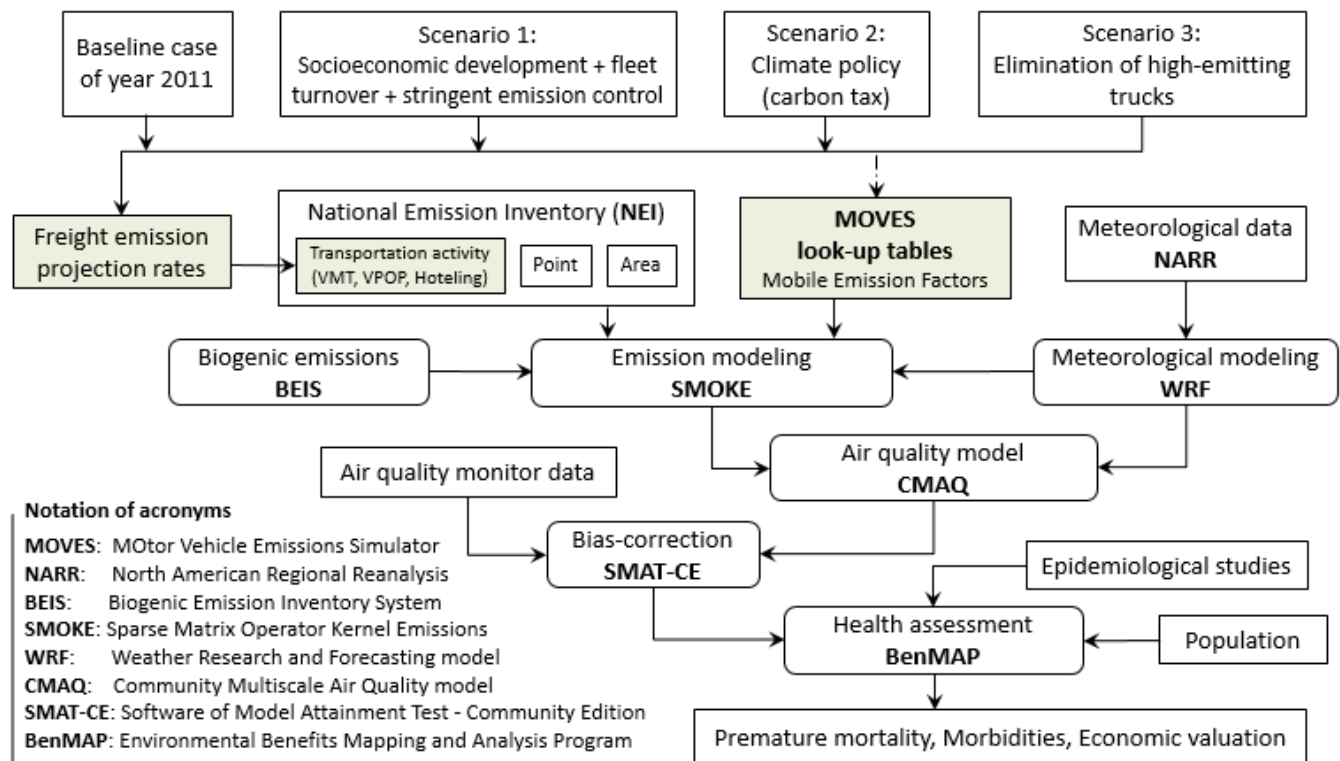 Baseline case
of year 2011
Scenario 1:
Socioeconomic development + fleet
turnover + stringent emission control
Scenario 2:
Climate policy
(carbon tax)
Scenario 3:
Elimination of high-emitting
trucks
Freight emission
projection rates
National Emission Inventory (NEI)
Transportation activity
(VMT, VPOP, Hoteling)
Point
Area
MOVES
look-up tables
Mobile Emission Factors
Meteorological data
NARR
Biogenic emissions
BEIS
Emission modeling
SMOKE
Meteorological modeling
WRF
Air quality model
CMAQ
Air quality monitor data
Bias-correction
SMAT-CE
Epidemiological studies
Health assessment
BenMAP
Population
Premature mortality, Morbidities, Economic valuation
Notation of acronyms
MOVES: MOtor Vehicle Emissions Simulator
NARR: North American Regional Reanalysis
BEIS: Biogenic Emission Inventory System
SMOKE: Sparse Matrix Operator Kernel Emissions
WRF: Weather Research and Forecasting model
CMAQ: Community Multiscale Air Quality model
SMAT-CE: Software of Model Attainment Test - Community Edition
BenMAP: Environmental Benefits Mapping and Analysis Program